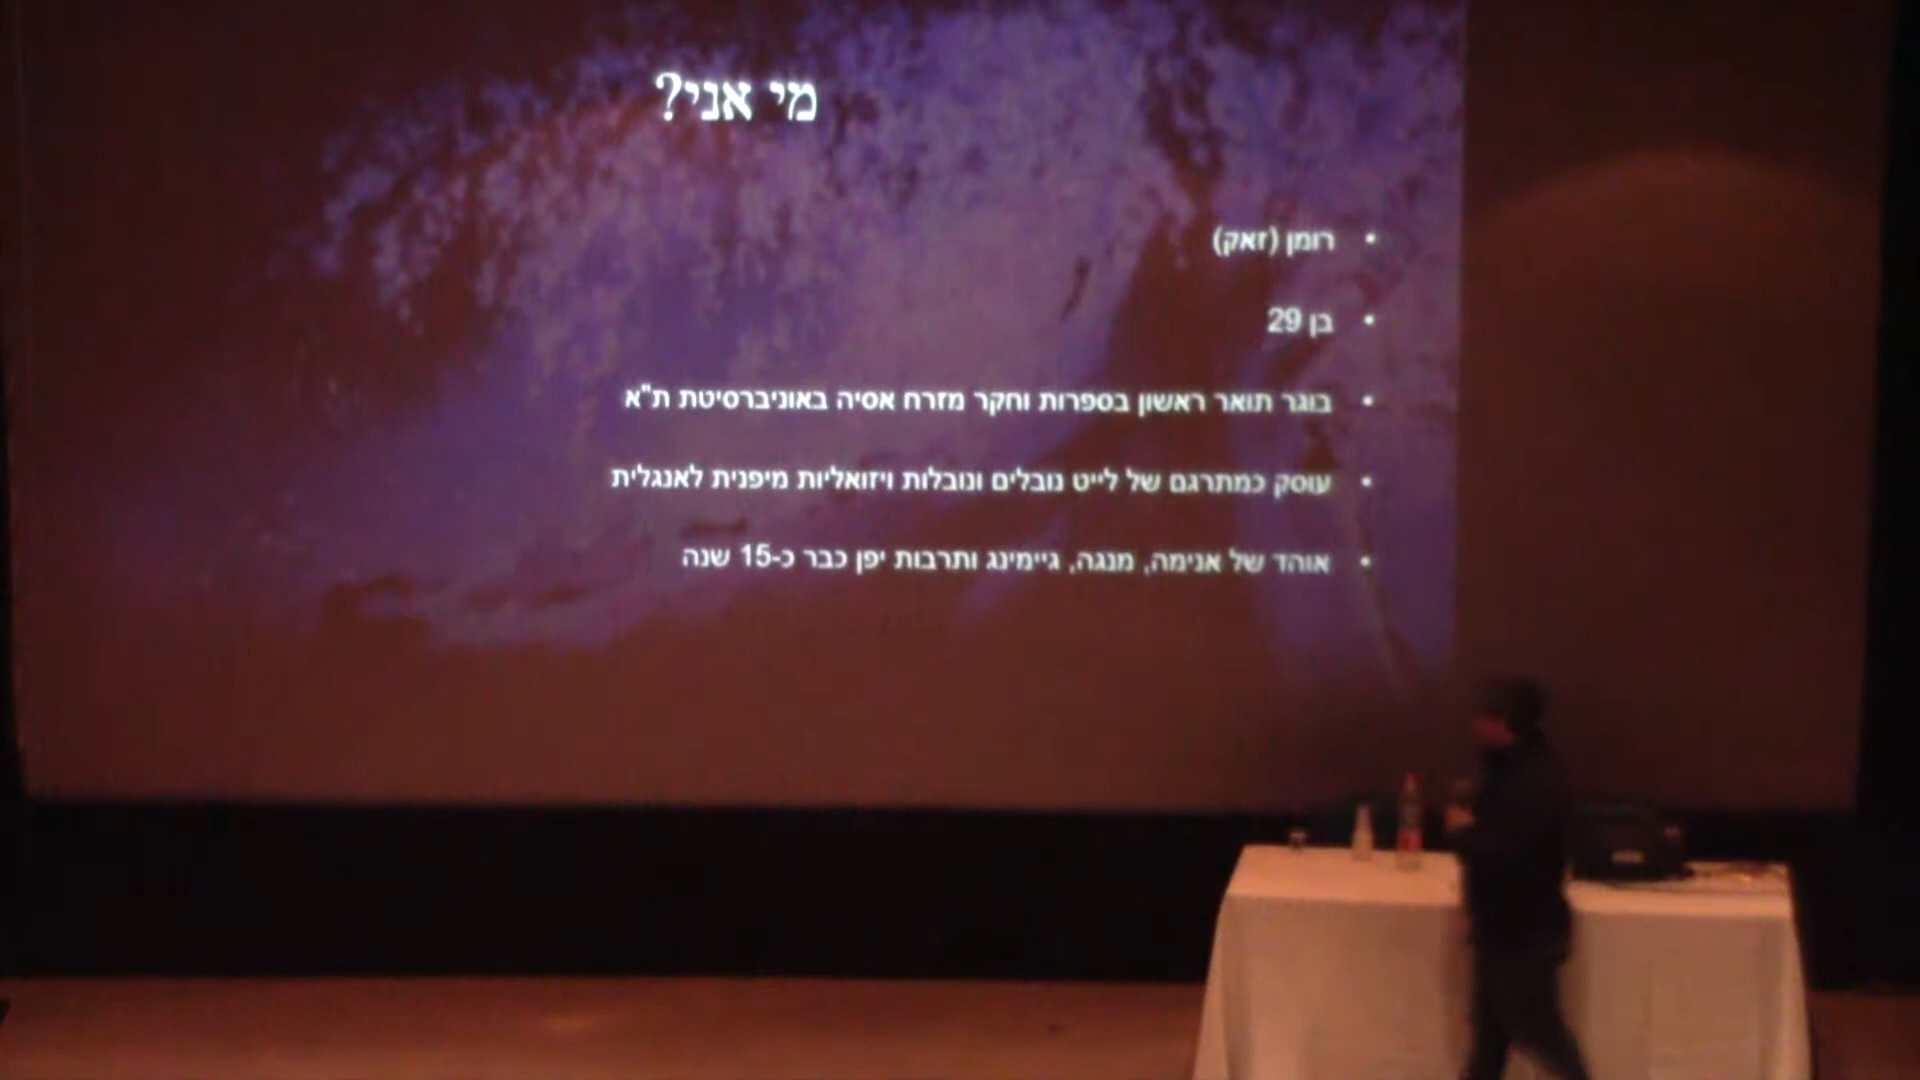 מי אני?
• רומן (זאק)
• בן 29
• בוגר תואר ראשון בספרות וחקר מזרח אסיה באוניברסיטת ת"א
• עוסק כמתרגם של לייט נובלים ונובלות ויזואליות מיפנית לאנגלית
• אוהד של אנימה, מנגה, גיימינג ותרבות יפן כבר כ-15 שנה